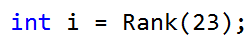 int i = Rank(23);